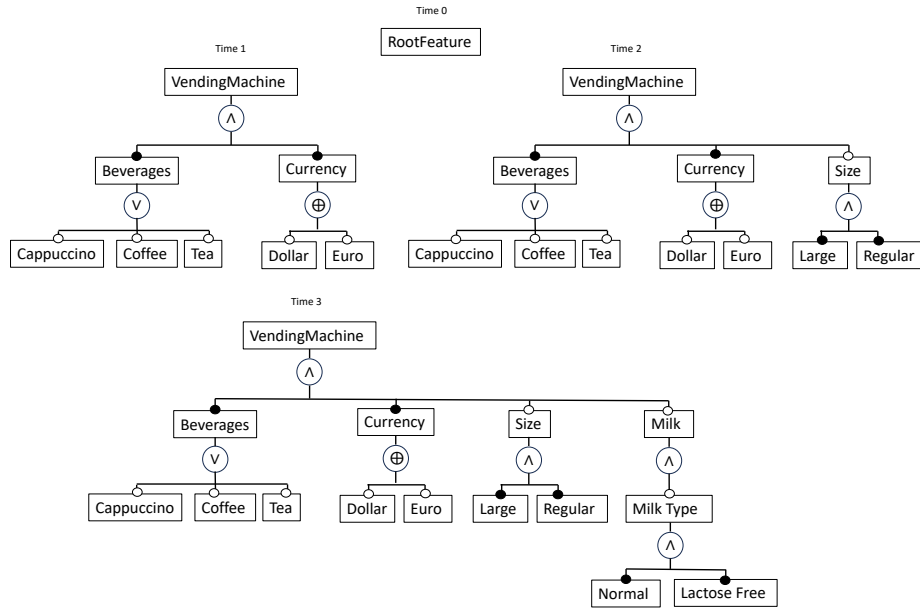 Time 0
RootFeature
Time 1
VendingMachine
∧
Beverages
Currency
∨
⊕
Cappuccino
Coffee
Tea
Dollar
Euro
Time 2
VendingMachine
∧
Beverages
Currency
Size
∨
⊕
∧
Cappuccino
Coffee
Tea
Dollar
Euro
Large
Regular
Time 3
VendingMachine
∧
Beverages
Currency
Size
Milk
∨
⊕
∧
∧
Cappuccino
Coffee
Tea
Dollar
Euro
Large
Regular
Milk Type
∧
Normal
Lactose Free